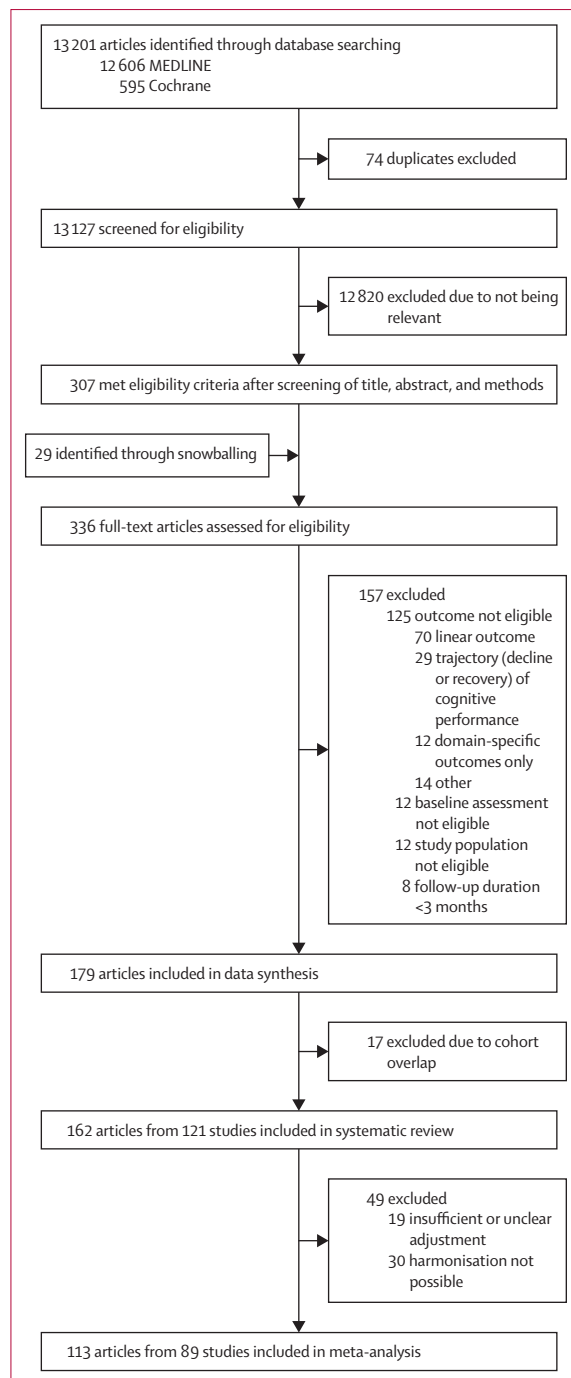 13 201 articles identified through database searching
12 606 MEDLINE
595 Cochrane
74 duplicates excluded
13 127 screened for eligibility
12 820 excluded due to not being
relevant
307 met eligibility criteria after screening of title, abstract, and methods
29 identified through snowballing
336 full-text articles assessed for eligibility
157 excluded
125 outcome not eligible
70 linear outcome
29 trajectory (decline
or recovery) of
cognitive
performance
12 domain-specific
outcomes only
14 other
12 baseline assessment
not eligible
12 study population
not eligible
8 follow-up duration
<3 months
179 articles included in data synthesis
17 excluded due to cohort
overlap
162 articles from 121 studies included in systematic review
49 excluded
19 insufficient or unclear
adjustment
30 harmonisation not
possible
113 articles from 89 studies included in meta-analysis